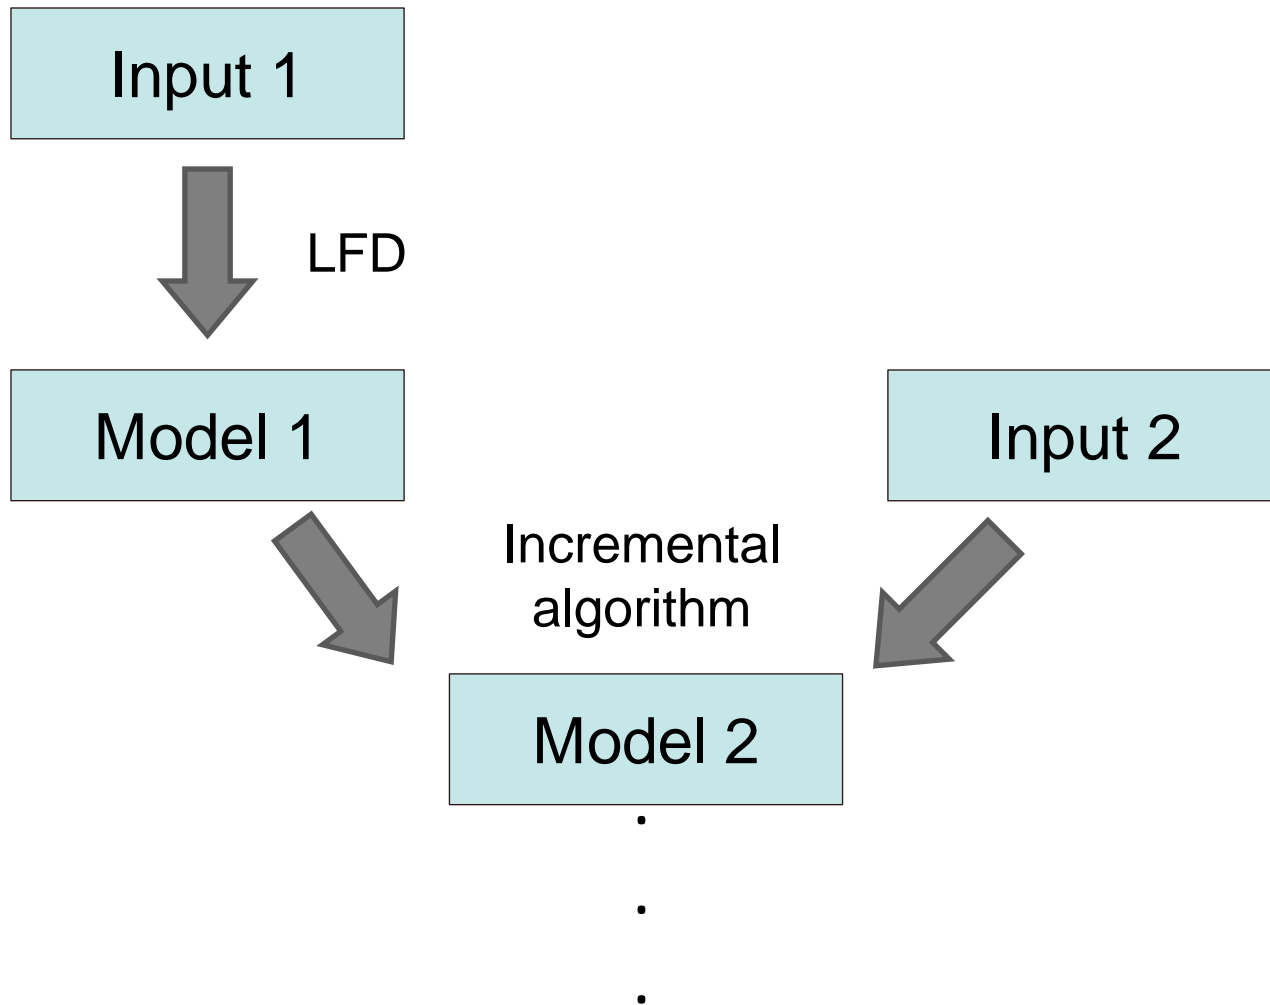 Input 1
LFD
Model 1
Input 2
Incremental
algorithm
Model 2
.
.
.